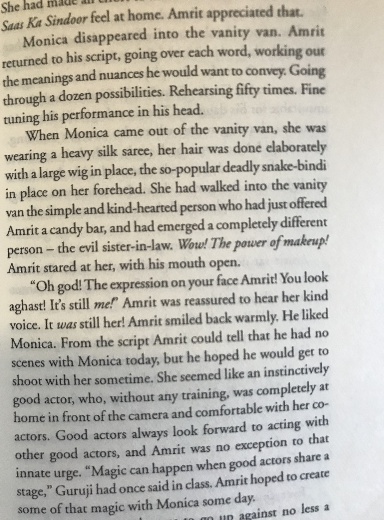 She had made an
Saas Ka Sindoor feel at home. Amrit appreciated that.
Monica disappeared into the vanity van. Amrit
returned to his script, going over each word, working out
the meanings and nuances he would want to convey. Going
through a dozen possibilities. Rehearsing fifty times. Fine
tuning his performance in his head.
When Monica came out of the vanity van, she was
wearing a heavy silk saree, her hair was done elaborately
with a large wig in place, the so-popular deadly snake-bindi
in place on her forehead. She had walked into the vanity
van the simple and kind-hearted person who had just offered
Amrit a candy bar, and had emerged a completely different
person – the evil sister-in-law. Wow! The power of makeup!
Amrit stared at her, with his mouth open.
“Oh god! The expression on your face Amrit! You look
aghast! It’s still me!” Amrit was reassured to hear her kind
voice. It was still her! Amrit smiled back warmly. He liked
Monica. From the script Amrit could tell that he had no
scenes with Monica today, but he hoped he would get to
shoot with her sometime. She seemed like an instinctively
good actor, who, without any training, was completely at
home in front of the camera and comfortable with her co-
actors. Good actors always look forward to acting with
other good actors, and Amrit was no exception to that
innate urge. “Magic can happen when good actors share a
stage,” Guruji had once said in class. Amrit hoped to create
some of that magic with Monica some day.
to go up against no less a